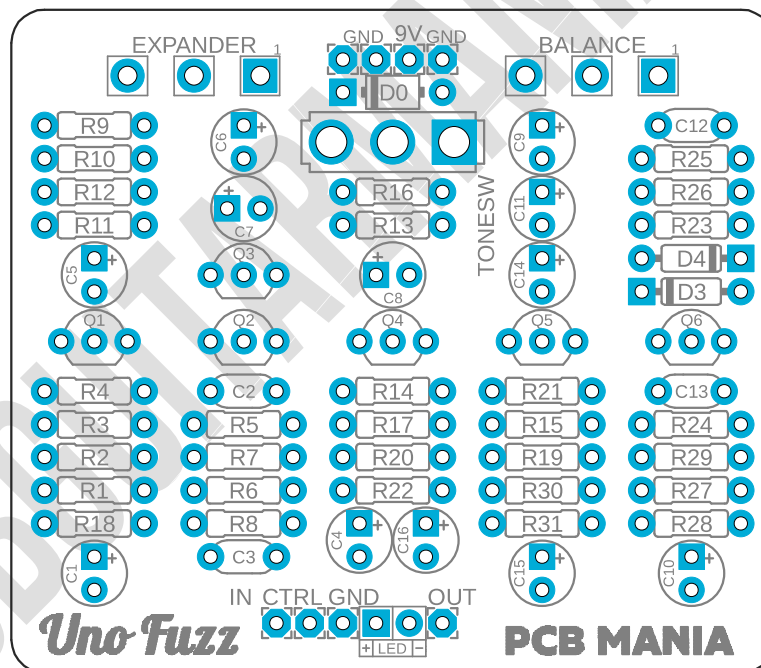 GND 9V GND
EXPANDER 1
BALANCE 1
D0
R9
C6
C9
C12
R10
R25
R12
R16
C11
R26
R11
C7
R13
R23
TONESW
C5
Q3
C8
C14
D4
D3
Q1
Q2
Q4
Q5
Q6
R4
C2
R14
R21
C13
R3
R5
R17
R15
R24
R2
R7
R20
R19
R29
R1
R6
R22
R30
R27
R18
R8
C4
C16
R31
R28
C1
C3
C15
C10
IN CTRL GND OUT
+ LED −
Uno Fuzz
PCB MANIA